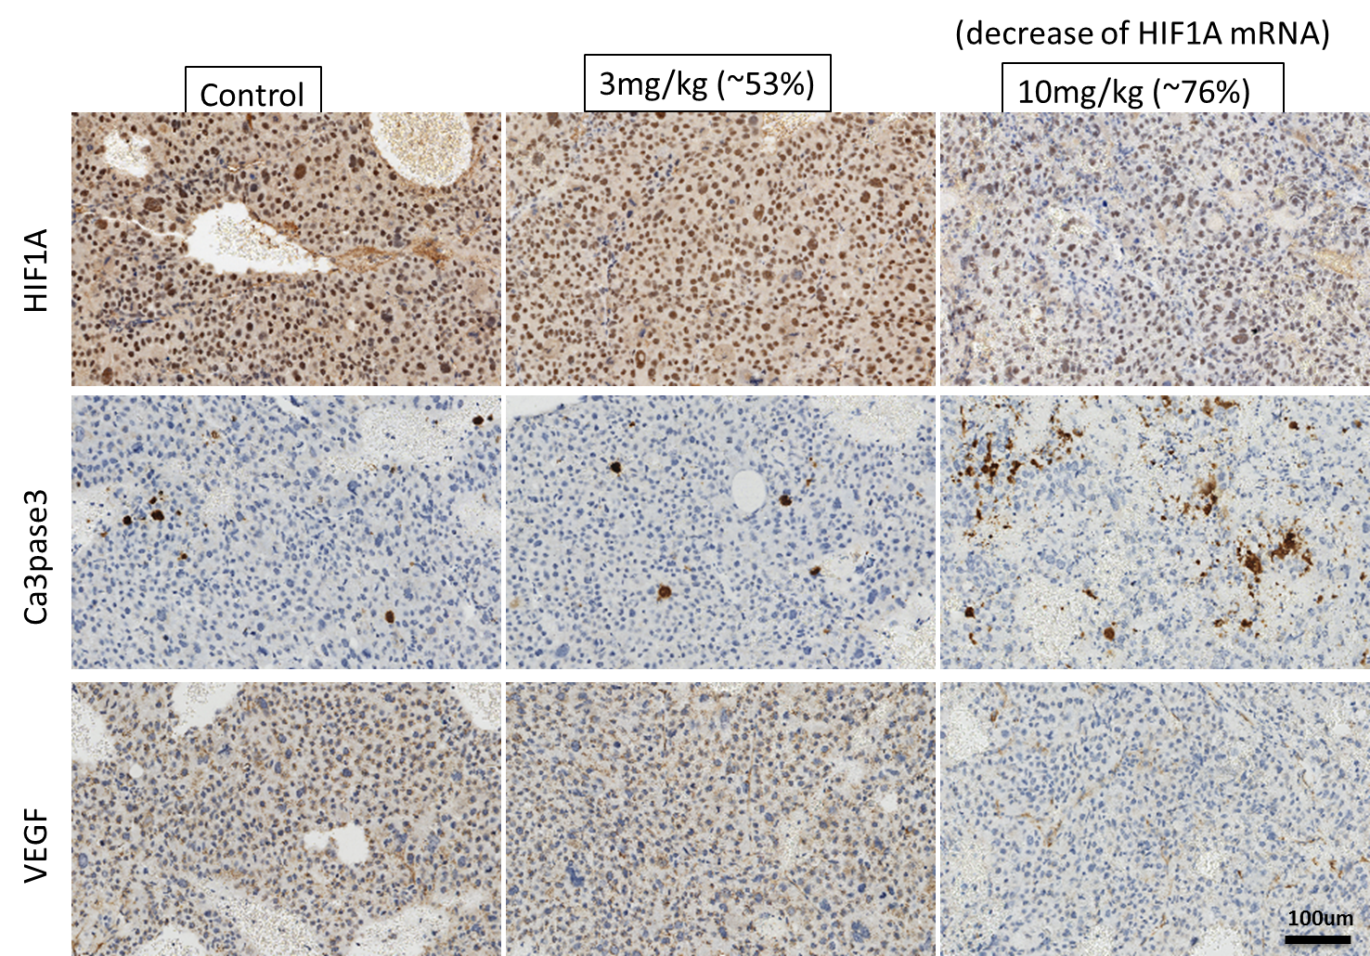 (decrease of HIF1A mRNA)
Control
3mg/kg (~53%)
10mg/kg (~76%)
HIF1A
Ca3pase3
VEGF
100um